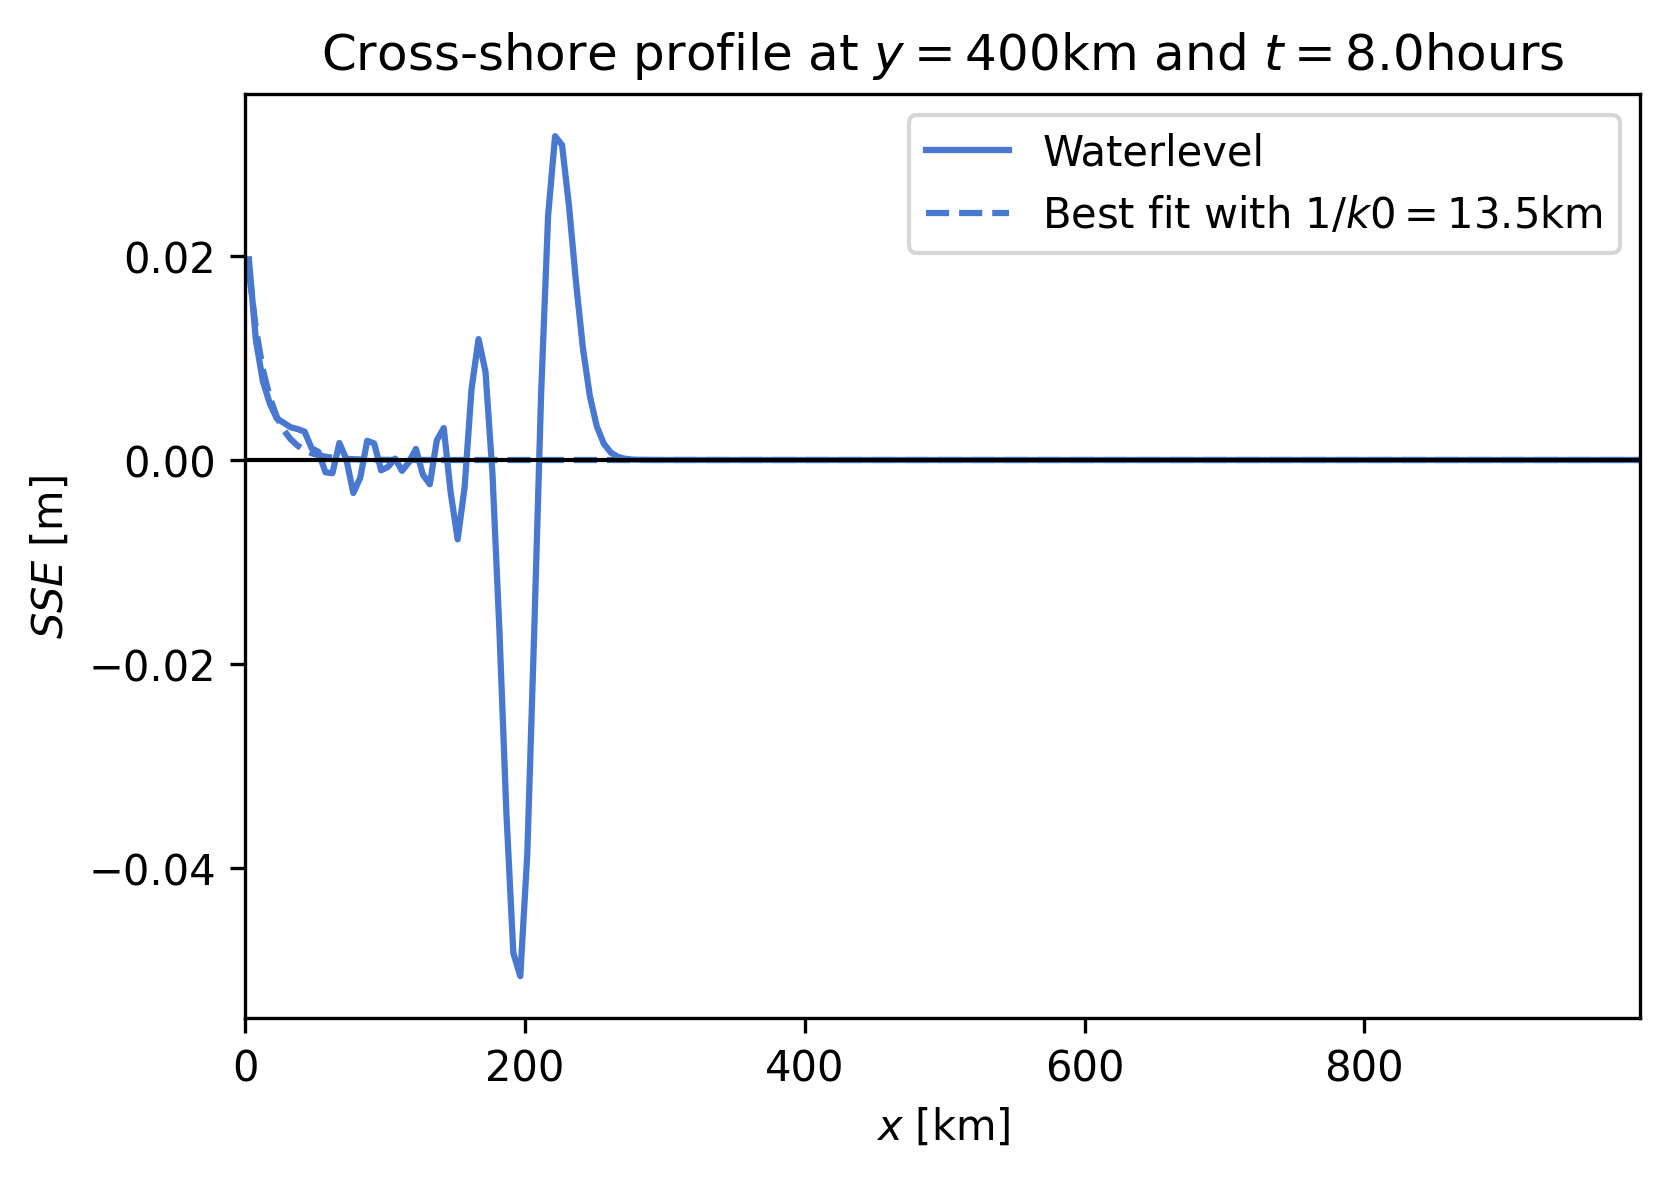 Cross-shore profile at y = 400km and t = 8.0hours
Waterlevel
Best fit with 1/k0 = 13.5km
0.02
0.00
−0.02
−0.04
SSE [m]
0 200 400 600 800
x [km]